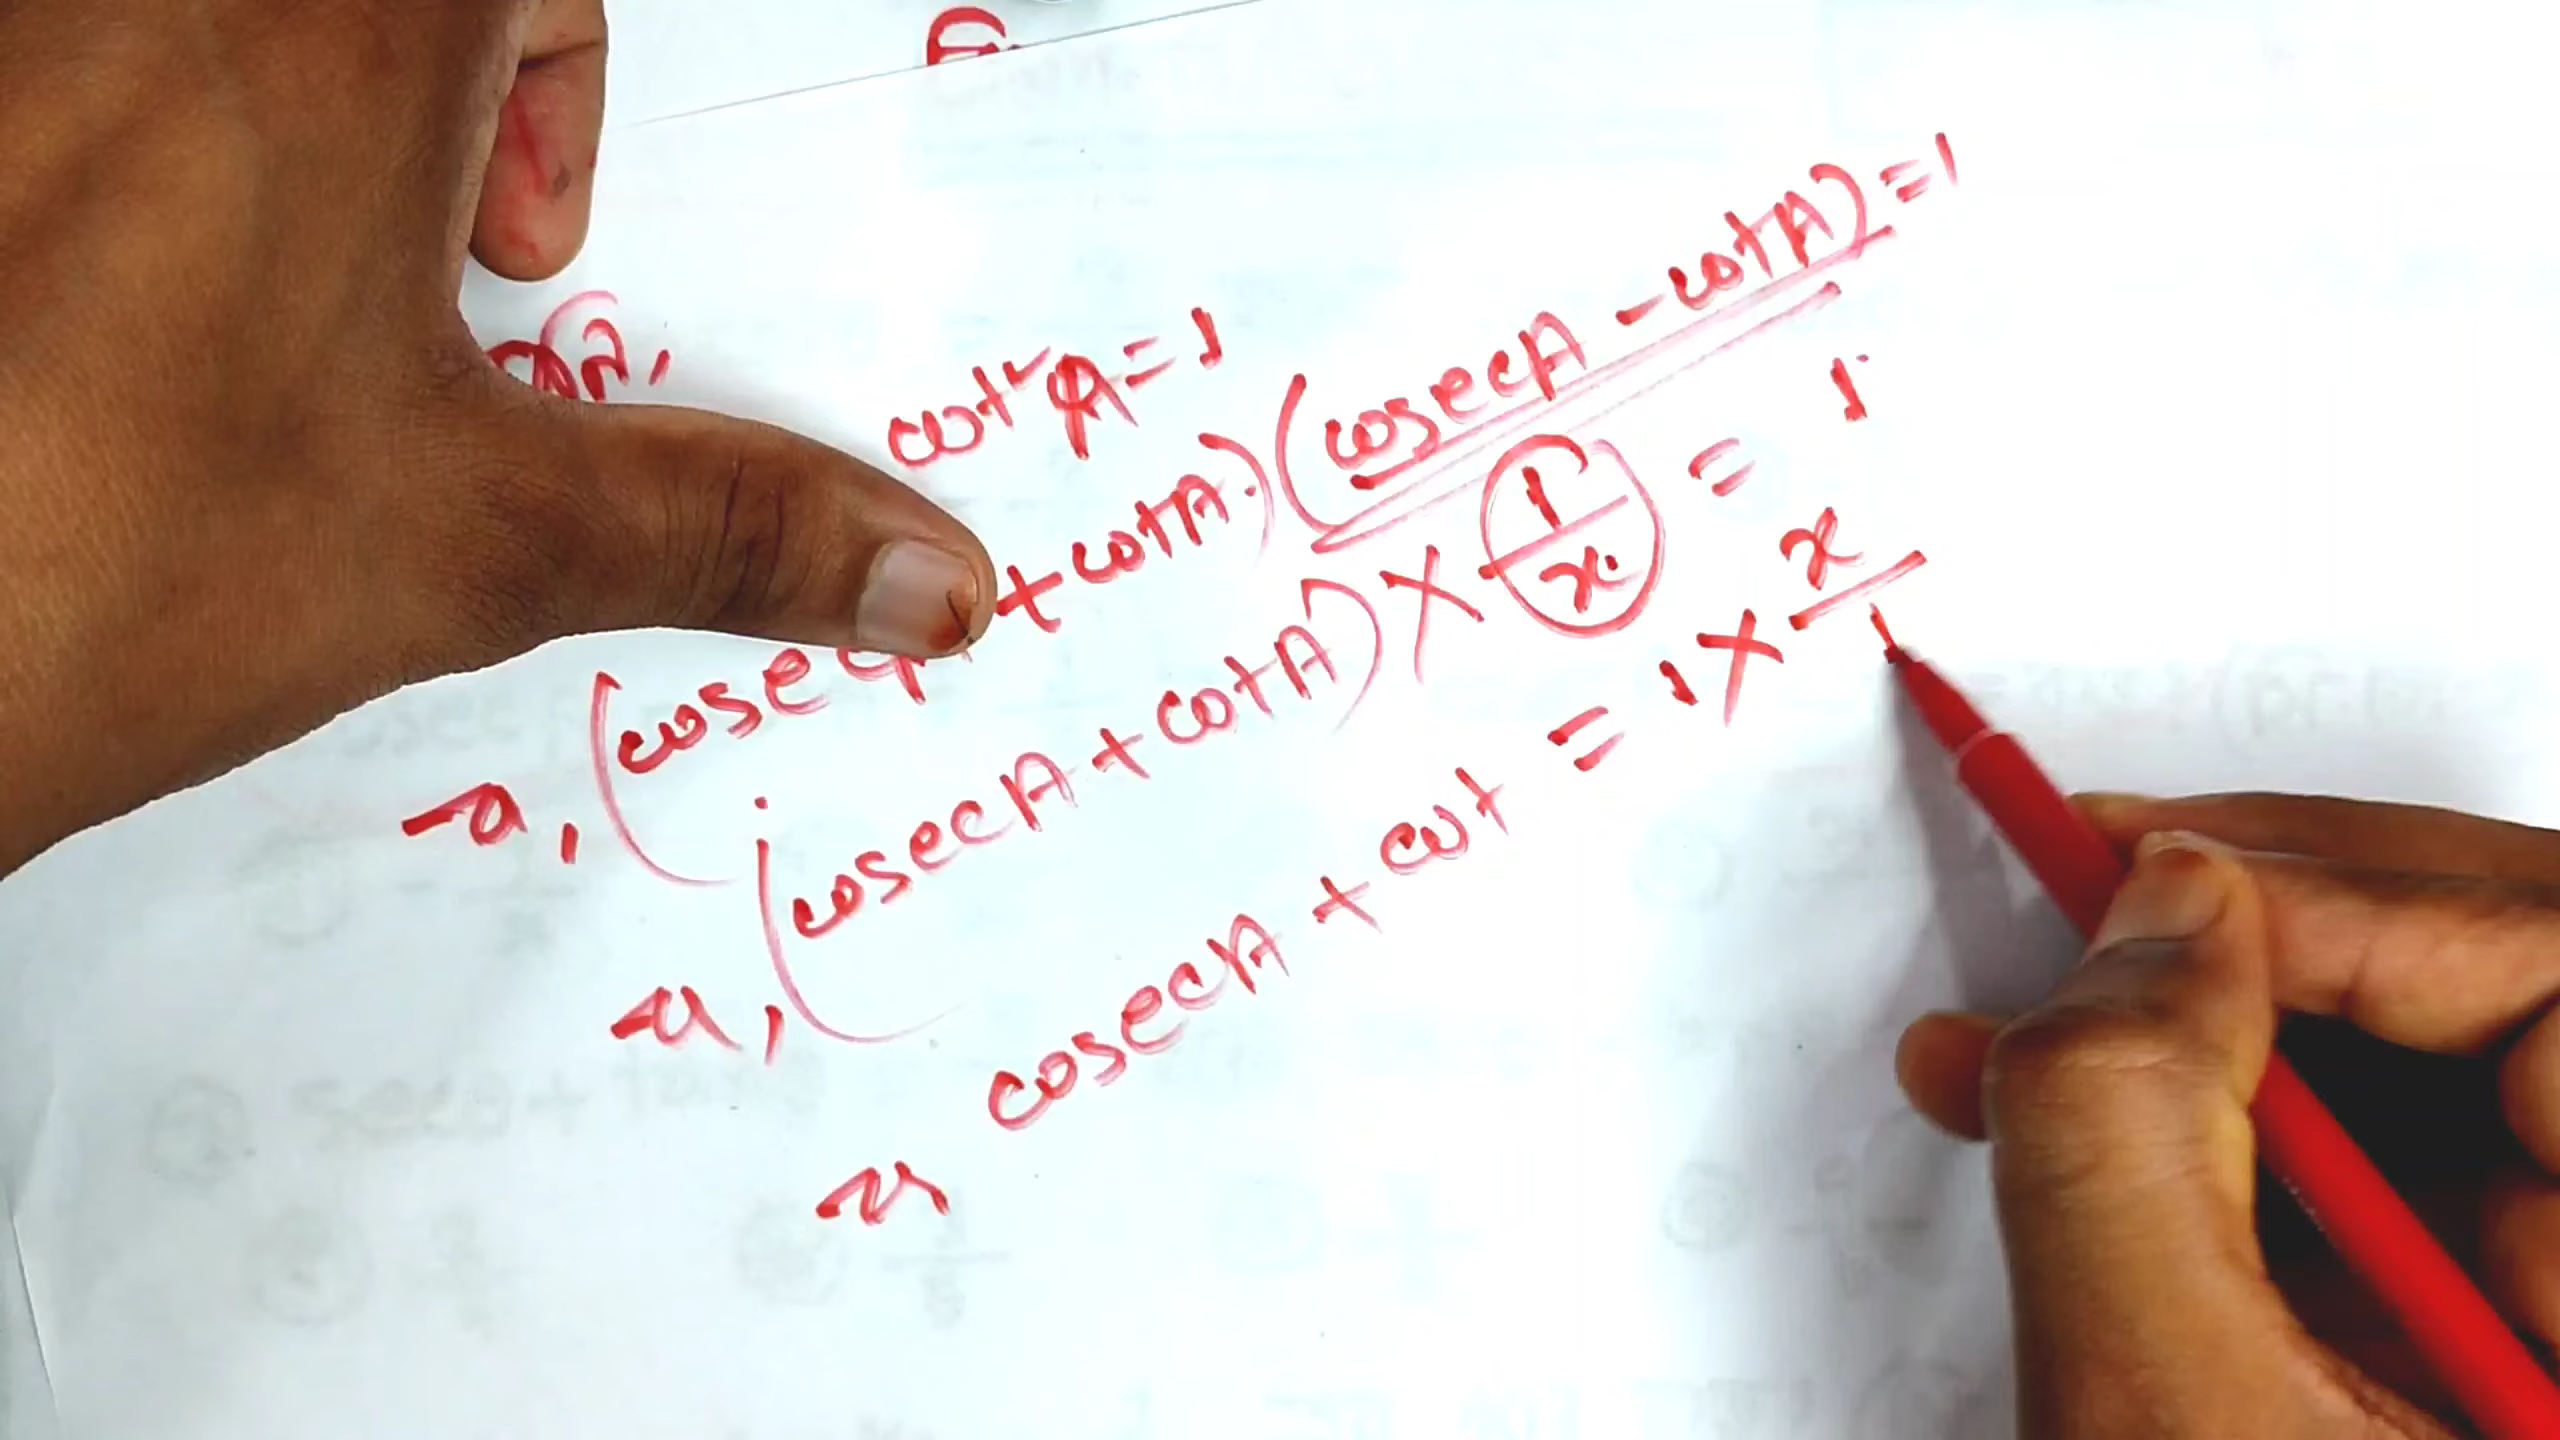 cot²A=1
(cosecA + cotA)(cosecA - cotA)=1
বা, (cosecA + cotA) × 1/x = 1
বা, cosecA + cot = 1 × x/1
বা